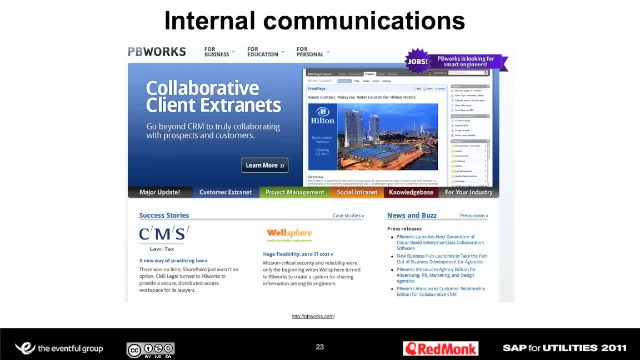 Internal communications
PBWORKS
FOR BUSINESS
FOR EDUCATION
FOR PERSONAL
JOBS!
PBworks is looking for
smart engineers!
Collaborative
Client Extranets
Go beyond CRM to truly collaborating
with prospects and customers.
Learn More »
Hilton
Major Update!
Customer Extranet
Project Management
Social Intranet
Knowledgebase
For Your Industry
Success Stories
Case studies »
C/M/S/
Law.Tax
A new way of practicing law
There was no time; SharePoint just wasn't
an option. CMS Legal turned to PBworks
to provide a secure, distributed-access
workspace for its lawyers.
Wellsphere
Huge flexibility, zero IT cost
Mission critical security and reliability were
only the beginning when Wellsphere turned
to PBworks to create a system for sharing
information among its engineers.
News and Buzz
Press room »
Press releases
PBworks Launches Next Generation of
Cloud-Based Enterprise-Class Collaboration
Software
New Business Hub Launches to Take the Pain
Out of Business Development for Agencies
PBworks Introduces Agency Edition for
Advertising, PR, Marketing, and Design
Agencies
PBworks Announces Customer Relationship
Edition for Collaborative CRM
http://pbworks.com/
the eventful group
BY NC SA
23
RedMonk
SAP for UTILITIES 2011